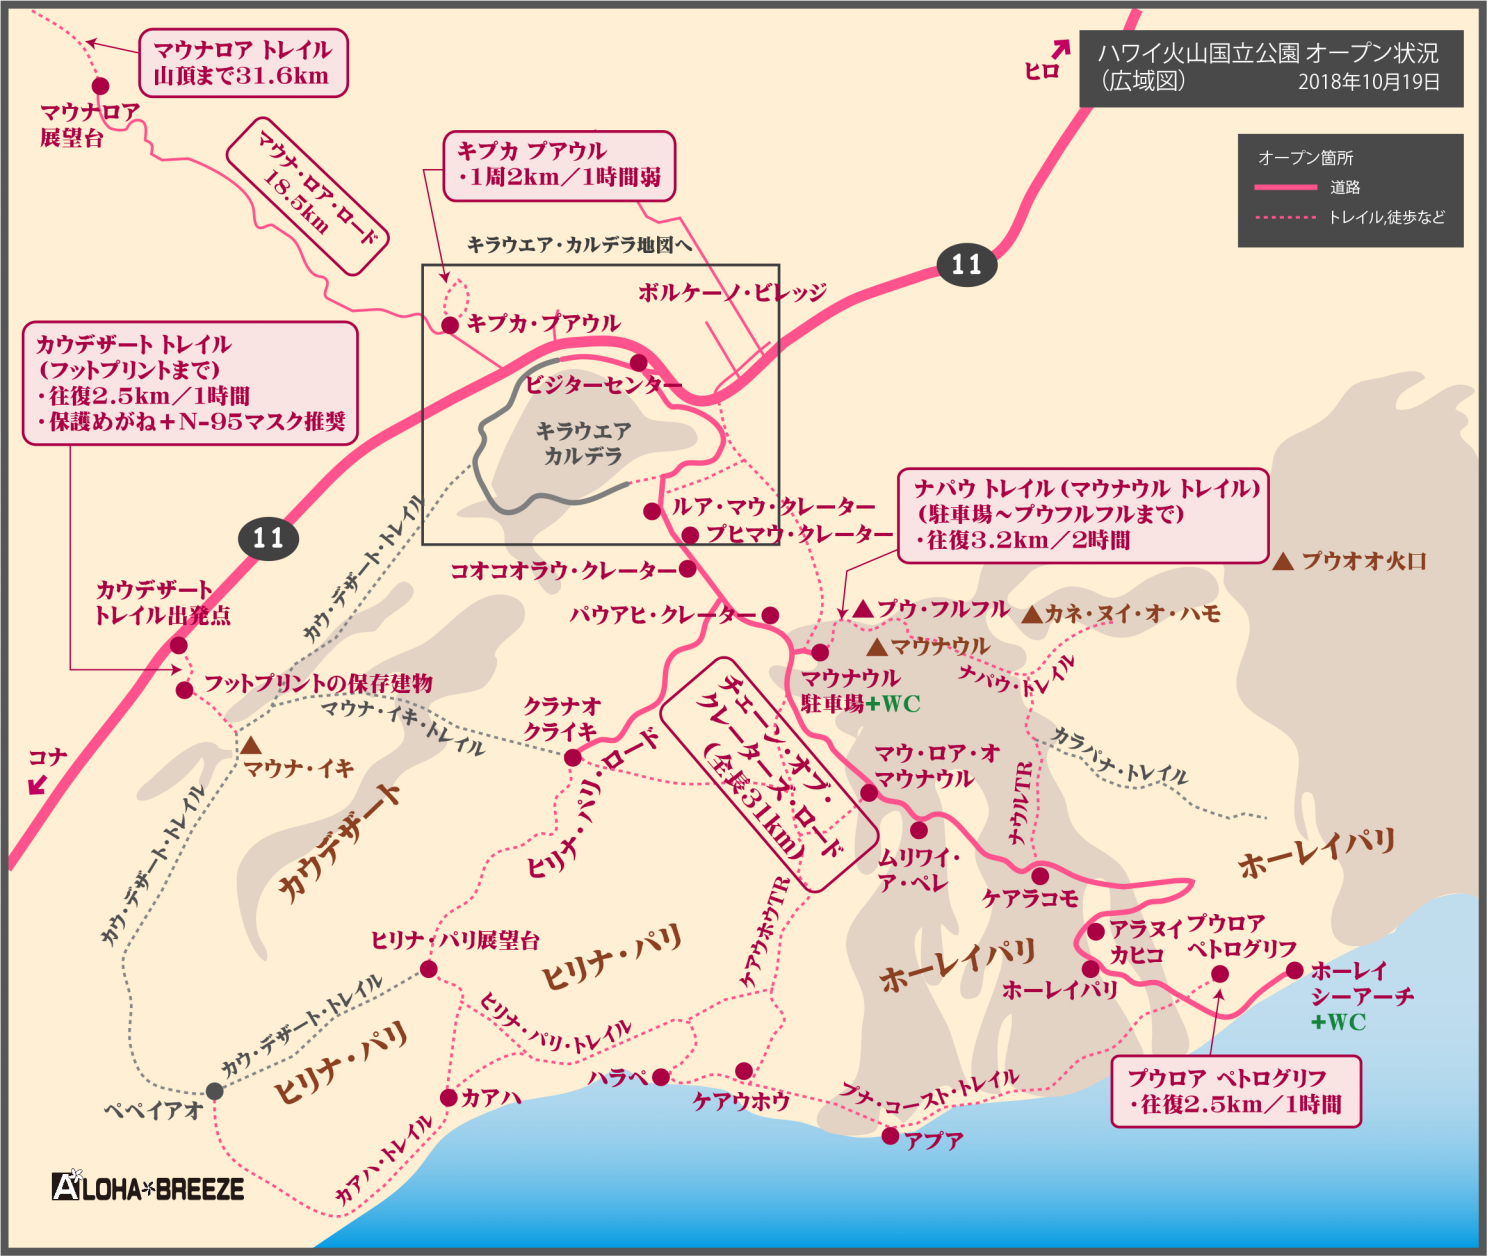 ハワイ火山国立公園 オープン状況
（広域図） 2018年10月19日
オープン箇所
道路
トレイル,徒歩など
ヒロ
マウナロア トレイル
山頂まで31.6km
マウナロア
展望台
マウナ・ロア・ロード
18.5km
キプカ プアウル
・1周2km／1時間弱
キラウエア・カルデラ地図へ
11
ボルケーノ・ビレッジ
キプカ・プアウル
ビジターセンター
キラウエア
カルデラ
カウデザート トレイル
(フットプリントまで)
・往復2.5km／1時間
・保護めがね＋N-95マスク推奨
11
カウ・デザート・トレイル
ルア・マウ・クレーター
プヒマウ・クレーター
コオコオラウ・クレーター
パウアヒ・クレーター
ナパウ トレイル (マウナウル トレイル)
(駐車場～プウフルフルまで)
・往復3.2km／2時間
プウオオ火口
プウ・フルフル
カネ・ヌイ・オ・ハモ
マウナウル
ナパウ・トレイル
マウナウル
駐車場+WC
カウデザート
トレイル出発点
フットプリントの保存建物
マウナ・イキ・トレイル
マウナ・イキ
コナ
クラナオ
クライキ
ヒリナ・パリ・ロード
チェーン・オブ・
クレーターズ・ロード
(全長31km)
マウ・ロア・オ
マウナウル
カラパナ・トレイル
ナウルTR
ムリワイ・
ア・ペレ
ケアラコモ
ホーレイパリ
カウデザート
カウ・デザート・トレイル
ヒリナ・パリ展望台
ヒリナ・パリ
ケアウホウTR
ホーレイパリ
アラヌイ
カヒコ
プウロア
ペトログリフ
ホーレイパリ
ホーレイ
シーアーチ
+WC
カウ・デザート・トレイル
ヒリナ・パリ
ヒリナ・パリ・トレイル
ペペイアオ
カアハ
ハラペ
ケアウホウ
プナ・コースト・トレイル
アプア
プウロア ペトログリフ
・往復2.5km／1時間
カアハ・トレイル
ALOHA BREEZE